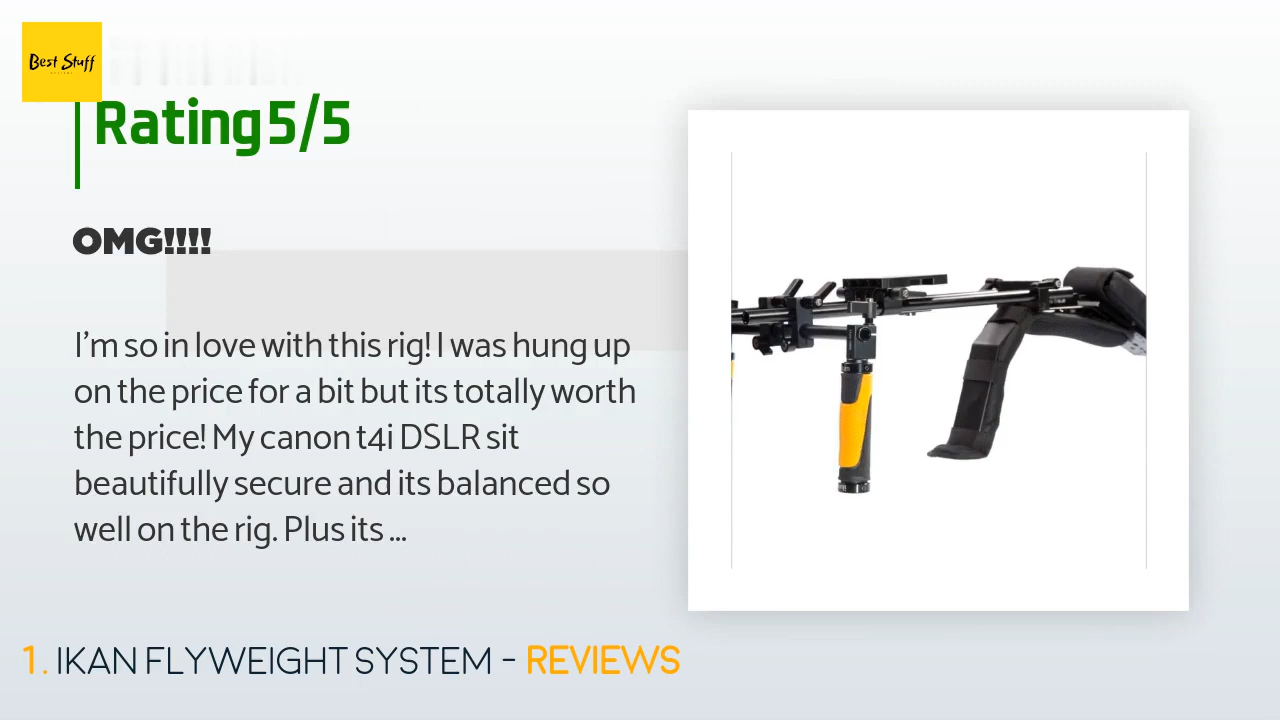 Best Stuff
Rating 5/5
OMG!!!!
I'm so in love with this rig! I was hung up
on the price for a bit but its totally worth
the price! My canon t4i DSLR sit
beautifully secure and its balanced so
well on the rig. Plus its ...
1. IKAN FLYWEIGHT SYSTEM - REVIEWS